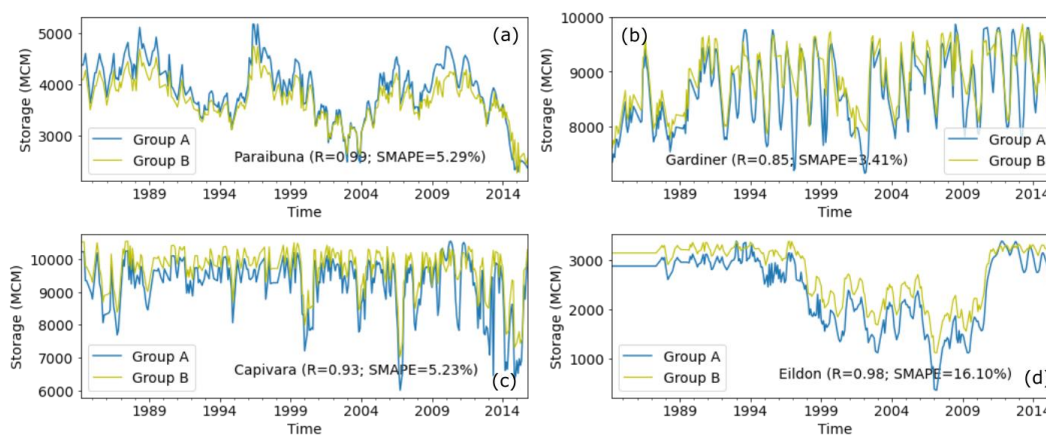 (a)
Storage (MCM)
5000
4000
3000
Group A
Group B
Paraibuna (R=0.99; SMAPE=5.29%)
1989 1994 1999 2004 2009 2014
Time
(b)
Storage (MCM)
10000
9000
8000
Group A
Group B
Gardiner (R=0.85; SMAPE=3.41%)
1989 1994 1999 2004 2009 2014
Time
Storage (MCM)
10000
9000
8000
7000
6000
Group A
Group B
Capivara (R=0.93; SMAPE=5.23%)
(c)
1989 1994 1999 2004 2009 2014
Time
Storage (MCM)
3000
2000
1000
Group A
Group B
Eildon (R=0.98; SMAPE=16.10%)
(d)
1989 1994 1999 2004 2009 2014
Time